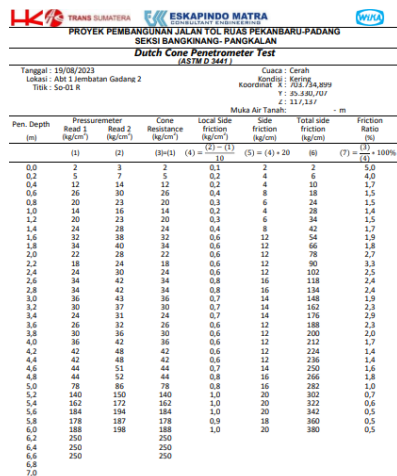 HK TRANS SUMATERA ESKAPINDO MATRA WIKA
CONSULTANT ENGINEERING
PROYEK PEMBANGUNAN JALAN TOL RUAS PEKANBARU-PADANG
SEKSI BANGKINANG- PANGKALAN
Dutch Cone Penetrometer Test
(ASTM D 3441 )
Tanggal : 19/08/2023 Cuaca : Cerah
Lokasi : Abt 1 Jembatan Gadang 2 Kondisi : Kering
Titik : So-01 R Koordinat X : 703.734,899
Y : 35.330,707
Z : 117,137
Muka Air Tanah: - m
Pen. Depth Pressuremeter Cone Local Side Side Total side Friction
Read 1 Read 2 Resistance friction friction friction Ratio
(m) (kg/cm²) (kg/cm²) (kg/cm²) (kg/cm²) (kg/cm) (kg/cm) (%)
(1) (2) (3)=(1) (4) = (2) − (1) / 10 (5) = (4) * 20 (6) (7) = (3) / (4) * 100%
0,0 2 3 2 0,1 2 2 5,0
0,2 5 7 5 0,2 4 6 4,0
0,4 12 14 12 0,2 4 10 1,7
0,6 26 30 26 0,4 8 18 1,5
0,8 20 23 20 0,3 6 24 1,5
1,0 14 16 14 0,2 4 28 1,4
1,2 20 23 20 0,3 6 34 1,5
1,4 24 28 24 0,4 8 42 1,7
1,6 32 38 32 0,6 12 54 1,9
1,8 34 40 34 0,6 12 66 1,8
2,0 22 28 22 0,6 12 78 2,7
2,2 18 24 18 0,6 12 90 3,3
2,4 24 30 24 0,6 12 102 2,5
2,6 34 42 34 0,8 16 118 2,4
2,8 34 42 34 0,8 16 134 2,4
3,0 36 43 36 0,7 14 148 1,9
3,2 30 37 30 0,7 14 162 2,3
3,4 24 31 24 0,7 14 176 2,9
3,6 26 32 26 0,6 12 188 2,3
3,8 30 36 30 0,6 12 200 2,0
4,0 36 42 36 0,6 12 212 1,7
4,2 42 48 42 0,6 12 224 1,4
4,4 42 48 42 0,6 12 236 1,4
4,6 44 51 44 0,7 14 250 1,6
4,8 44 52 44 0,8 16 266 1,8
5,0 78 86 78 0,8 16 282 1,0
5,2 140 150 140 1,0 20 302 0,7
5,4 162 172 162 1,0 20 322 0,6
5,6 184 194 184 1,0 20 342 0,5
5,8 178 187 178 0,9 18 360 0,5
6,0 188 198 188 1,0 20 380 0,5
6,2 250 250
6,4 250 250
6,6 250 250
6,8
7,0